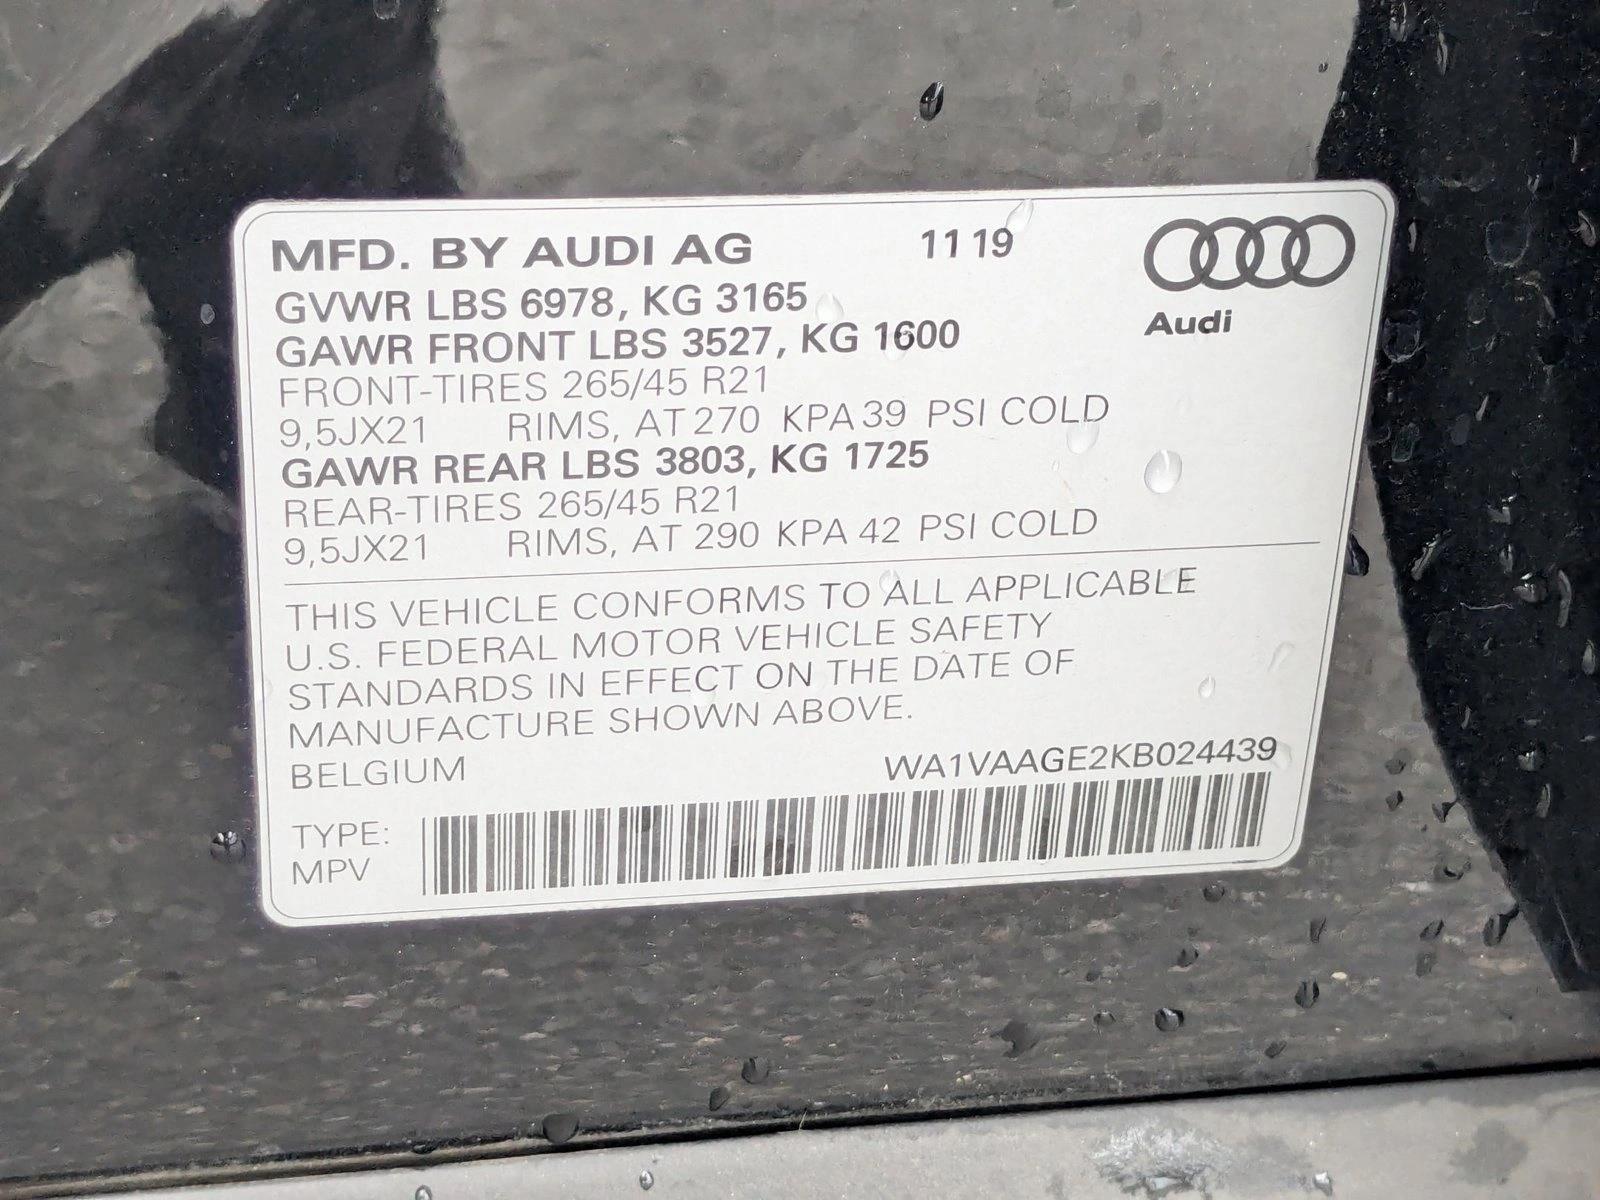 MFD. BY AUDI AG 11 19
Audi
GVWR LBS 6978, KG 3165
GAWR FRONT LBS 3527, KG 1600
FRONT-TIRES 265/45 R21
9,5JX21 RIMS, AT 270 KPA 39 PSI COLD
GAWR REAR LBS 3803, KG 1725
REAR-TIRES 265/45 R21
9,5JX21 RIMS, AT 290 KPA 42 PSI COLD
THIS VEHICLE CONFORMS TO ALL APPLICABLE
U.S. FEDERAL MOTOR VEHICLE SAFETY
STANDARDS IN EFFECT ON THE DATE OF
MANUFACTURE SHOWN ABOVE.
BELGIUM WA1VAAGE2KB024439
TYPE:
MPV